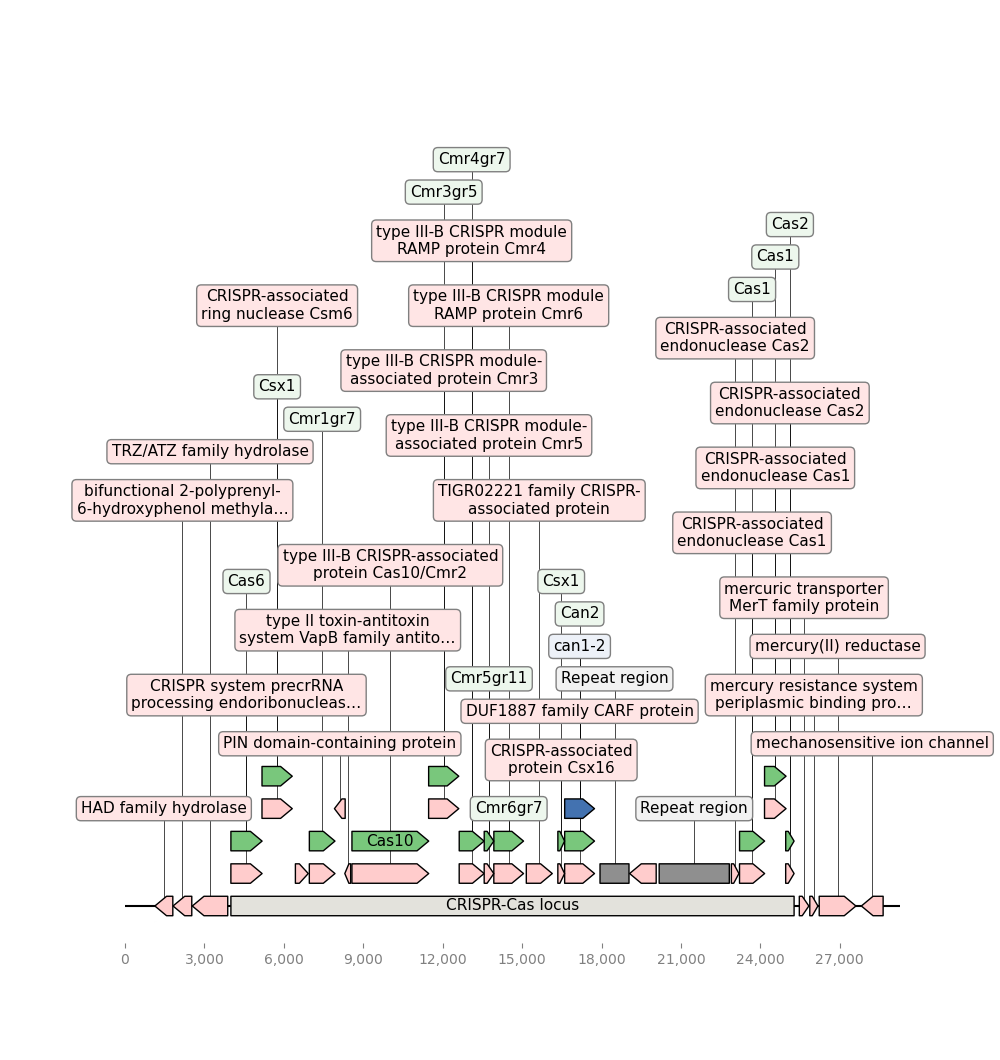 Cmr4gr7
Cmr3gr5
type III-B CRISPR module
RAMP protein Cmr4
Cas2
Cas1
Cas1
CRISPR-associated
ring nuclease Csm6
type III-B CRISPR module
RAMP protein Cmr6
CRISPR-associated
endonuclease Cas2
type III-B CRISPR module-
associated protein Cmr3
Csx1
CRISPR-associated
endonuclease Cas2
Cmr1gr7
type III-B CRISPR module-
associated protein Cmr5
TRZ/ATZ family hydrolase
CRISPR-associated
endonuclease Cas1
bifunctional 2-polyprenyl-
6-hydroxyphenol methyla…
TIGR02221 family CRISPR-
associated protein
CRISPR-associated
endonuclease Cas1
type III-B CRISPR-associated
protein Cas10/Cmr2
Cas6
Csx1
mercuric transporter
MerT family protein
Can2
type II toxin-antitoxin
system VapB family antito…
can1-2
mercury(II) reductase
Cmr5gr11
Repeat region
CRISPR system precrRNA
processing endoribonucleas…
mercury resistance system
periplasmic binding pro…
DUF1887 family CARF protein
PIN domain-containing protein
CRISPR-associated
protein Csx16
mechanosensitive ion channel
HAD family hydrolase
Cmr6gr7
Repeat region
Cas10
CRISPR-Cas locus
0
3,000
6,000
9,000
12,000
15,000
18,000
21,000
24,000
27,000